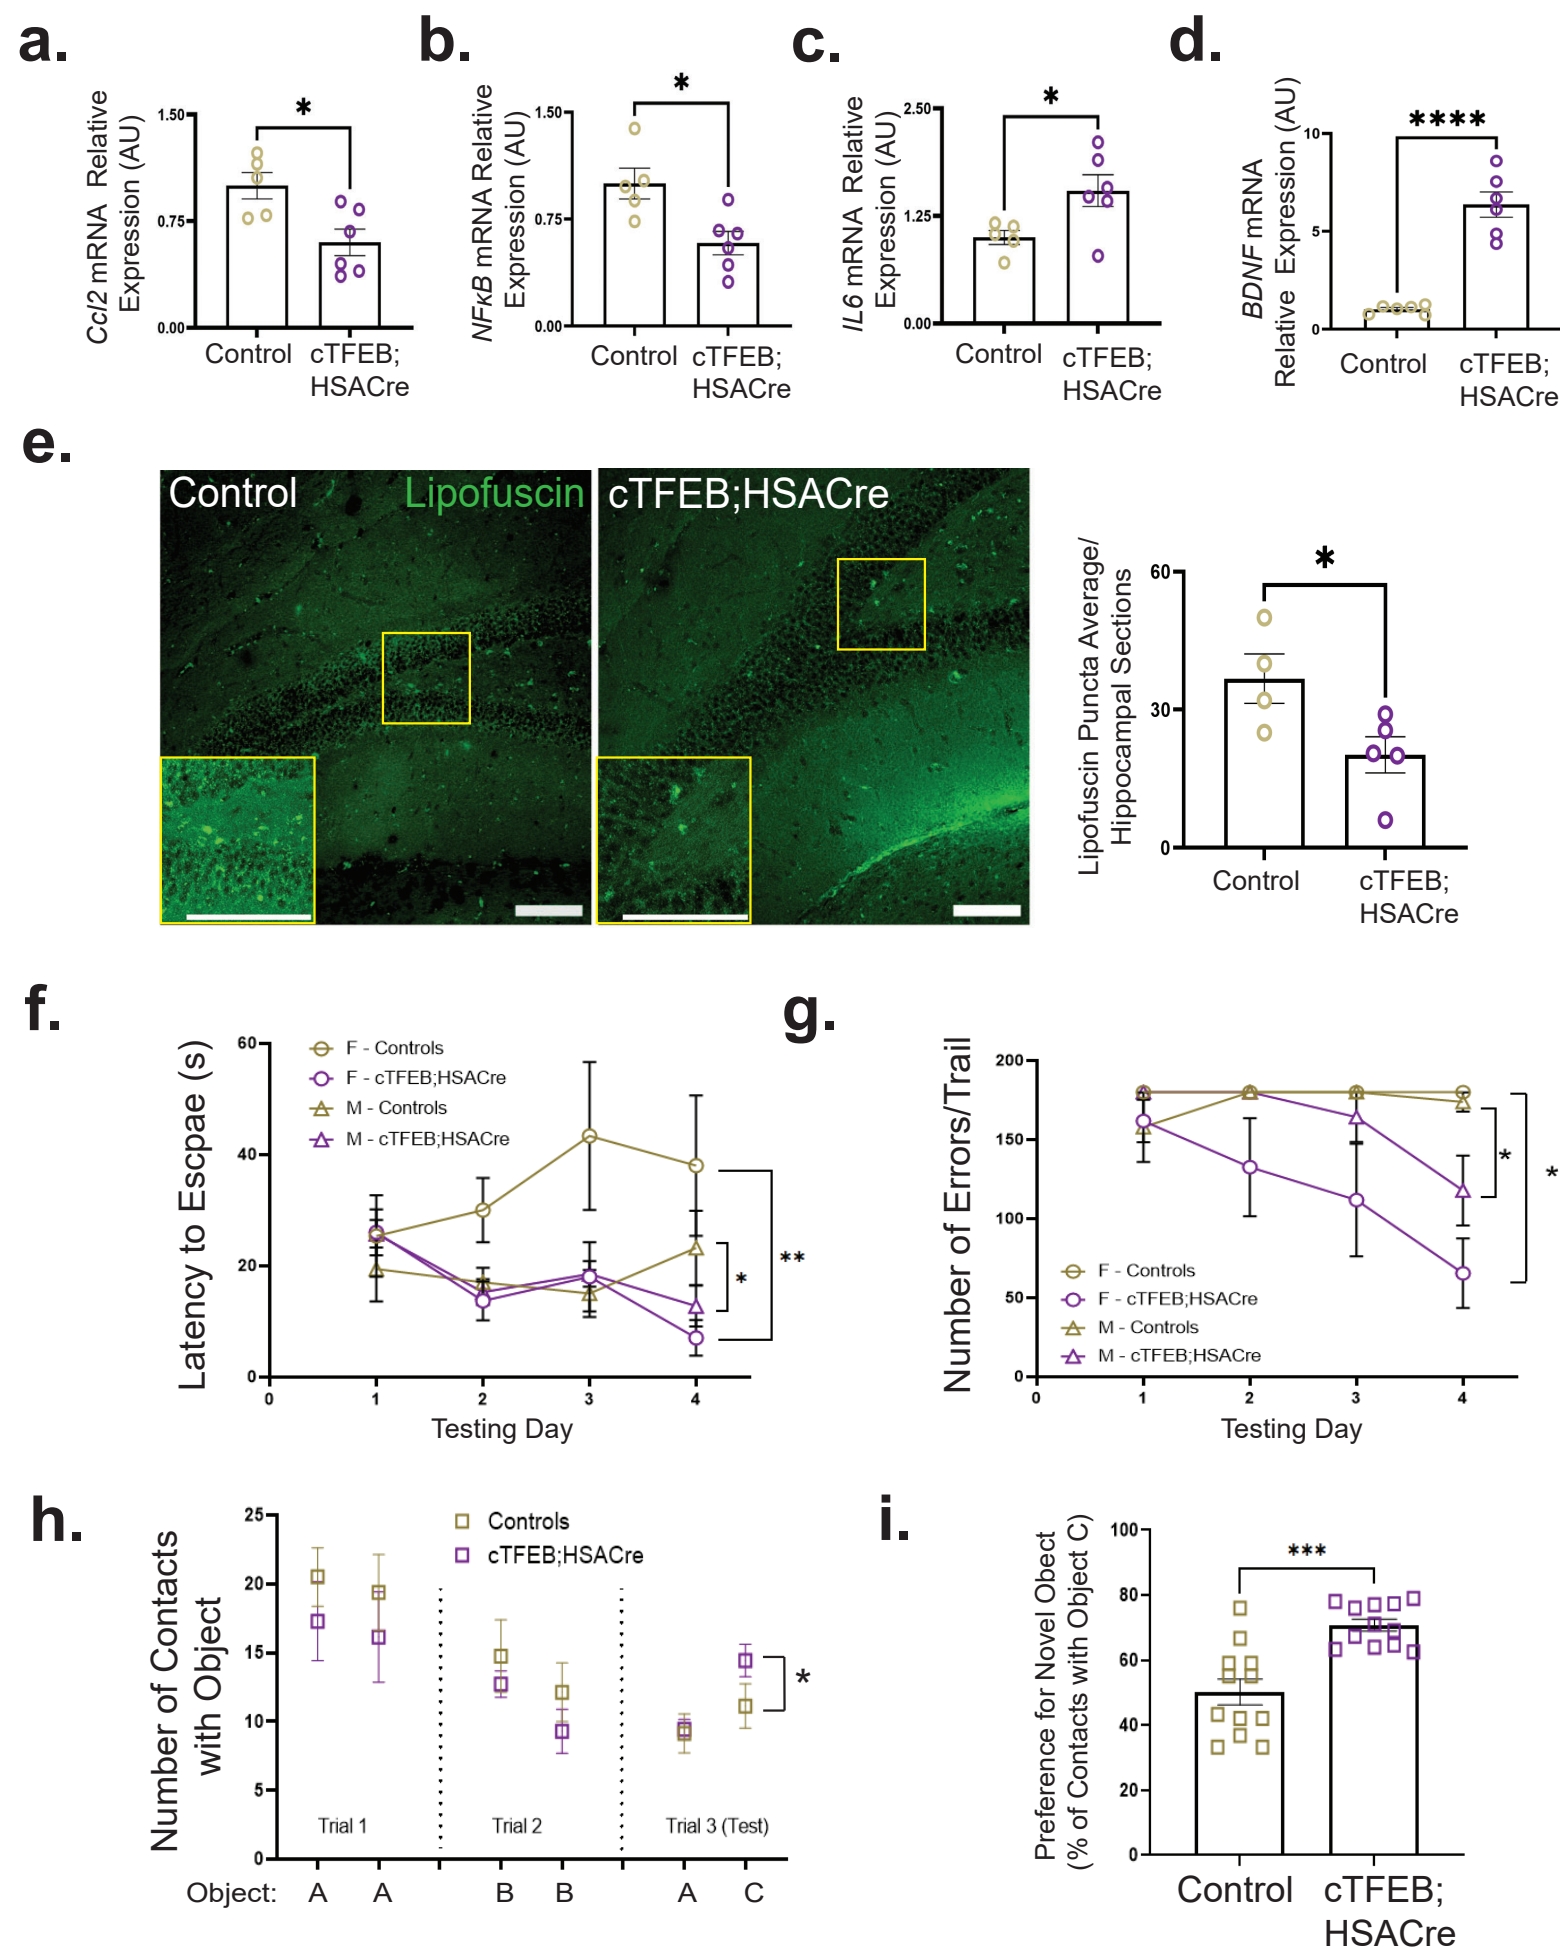 a.
Ccl2 mRNA Relative
Expression (AU)
1.50
0.75
0.00
*
Control
cTFEB;
HSACre
b.
NFκB mRNA Relative
Expression (AU)
1.50
0.75
0.00
*
Control
cTFEB;
HSACre
c.
IL6 mRNA Relative
Expression (AU)
2.50
1.25
0.00
*
Control
cTFEB;
HSACre
d.
BDNF mRNA
Relative Expression (AU)
10
5
0
****
Control
cTFEB;
HSACre
e.
Control
Lipofuscin
cTFEB;HSACre
Lipofuscin Puncta Average/
Hippocampal Sections
60
30
0
*
Control
cTFEB;
HSACre
f.
Latency to Escpae (s)
60
40
20
0
F - Controls
F - cTFEB;HSACre
M - Controls
M - cTFEB;HSACre
*
**
0 1 2 3 4
Testing Day
g.
Number of Errors/Trail
200
150
100
50
0
F - Controls
F - cTFEB;HSACre
M - Controls
M - cTFEB;HSACre
*
*
0 1 2 3 4
Testing Day
h.
Number of Contacts
with Object
25
20
15
10
5
0
Controls
cTFEB;HSACre
*
Trial 1 Trial 2 Trial 3 (Test)
Object: A A B B A C
i.
Preference for Novel Obect
(% of Contacts with Object C)
100
80
60
40
20
0
***
Control
cTFEB;
HSACre